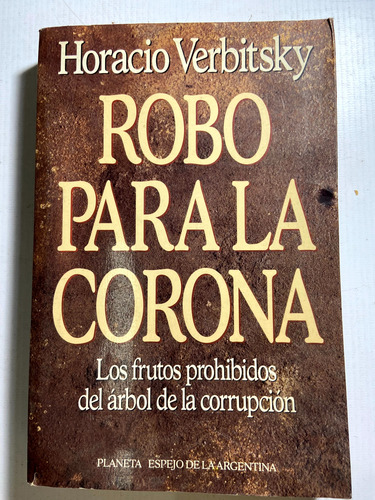 Horacio Verbitsky
ROBO
PARA LA
CORONA
Los frutos prohibidos
del árbol de la corrupción
PLANETA ESPEJO DE LA ARGENTINA